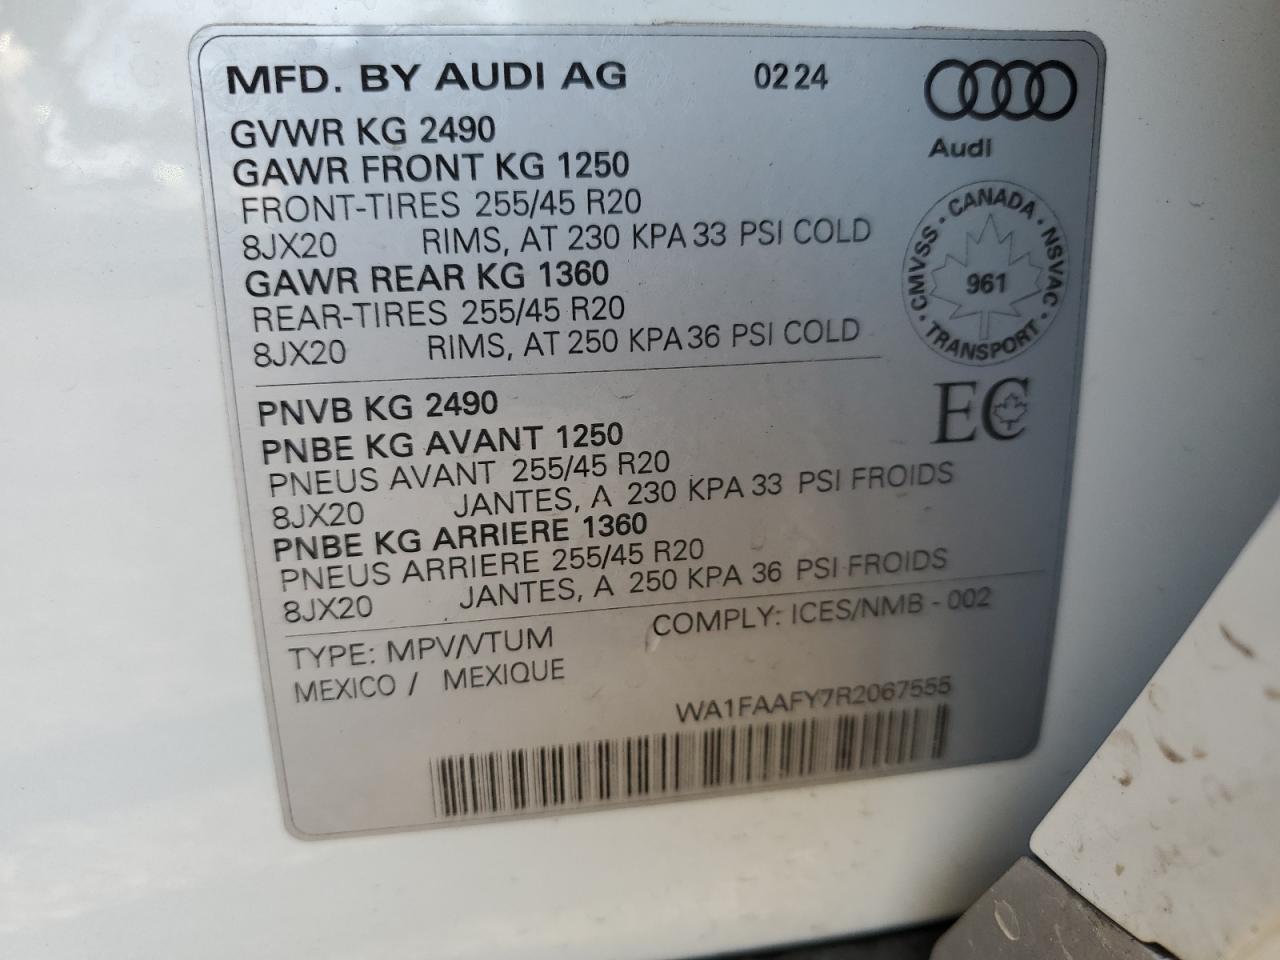 MFD. BY AUDI AG 02 24
Audi
GVWR KG 2490
GAWR FRONT KG 1250
FRONT-TIRES 255/45 R20
8JX20 RIMS, AT 230 KPA 33 PSI COLD
GAWR REAR KG 1360
REAR-TIRES 255/45 R20
8JX20 RIMS, AT 250 KPA 36 PSI COLD
CANADA · NSVAC · TRANSPORT · CMVSS ·
961
EC
PNVB KG 2490
PNBE KG AVANT 1250
PNEUS AVANT 255/45 R20
8JX20 JANTES, A 230 KPA 33 PSI FROIDS
PNBE KG ARRIERE 1360
PNEUS ARRIERE 255/45 R20
8JX20 JANTES, A 250 KPA 36 PSI FROIDS
TYPE: MPV/VTUM COMPLY: ICES/NMB - 002
MEXICO / MEXIQUE
WA1FAAFY7R2067555